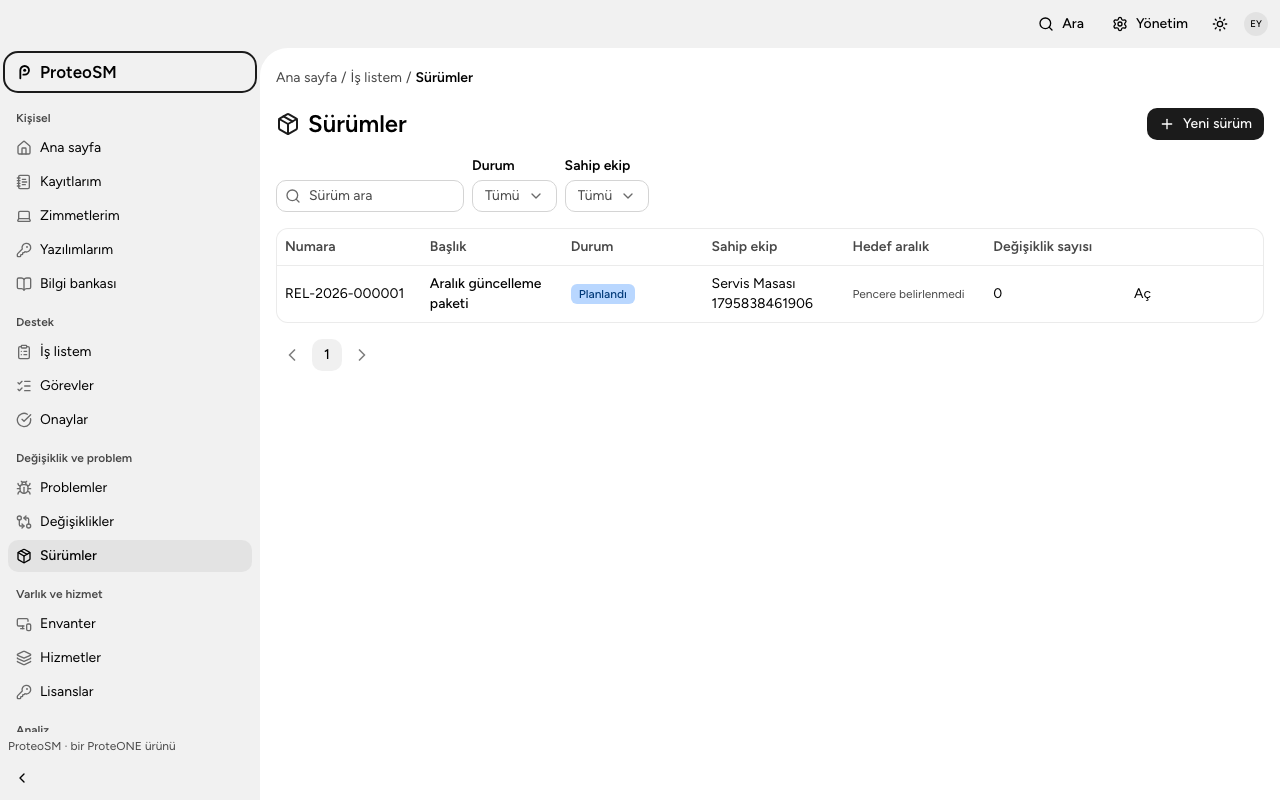 Ara
Yönetim
EY
ProteoSM
Kişisel
Ana sayfa
Kayıtlarım
Zimmetlerim
Yazılımlarım
Bilgi bankası
Destek
İş listem
Görevler
Onaylar
Değişiklik ve problem
Problemler
Değişiklikler
Sürümler
Varlık ve hizmet
Envanter
Hizmetler
Lisanslar
Analiz
ProteoSM · bir ProteONE ürünü
Ana sayfa / İş listem / Sürümler
Sürümler
Yeni sürüm
Durum Sahip ekip
Sürüm ara Tümü Tümü
Numara Başlık Durum Sahip ekip Hedef aralık Değişiklik sayısı
REL-2026-000001 Aralık güncelleme paketi Planlandı Servis Masası 1795838461906 Pencere belirlenmedi 0 Aç
1